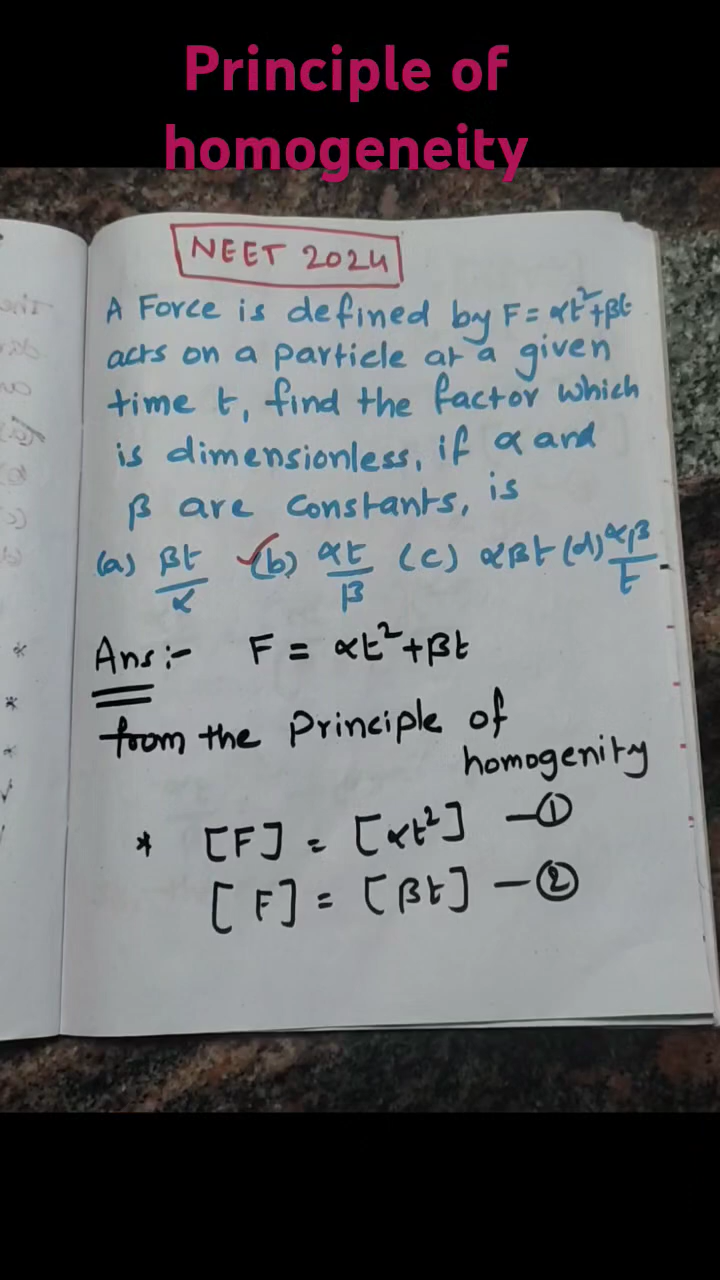 Principle of
homogeneity
NEET 2024
A Force is defined by F = αt²+βt
acts on a particle at a given
time t, find the factor which
is dimensionless, if α and
β are constants, is
(a) βt/α (b) αt/β (c) αβt (d) αβ/t
Ans:- F = αt²+βt
from the principle of
homogenity
* [F] = [αt²] —①
[F] = [βt] —②